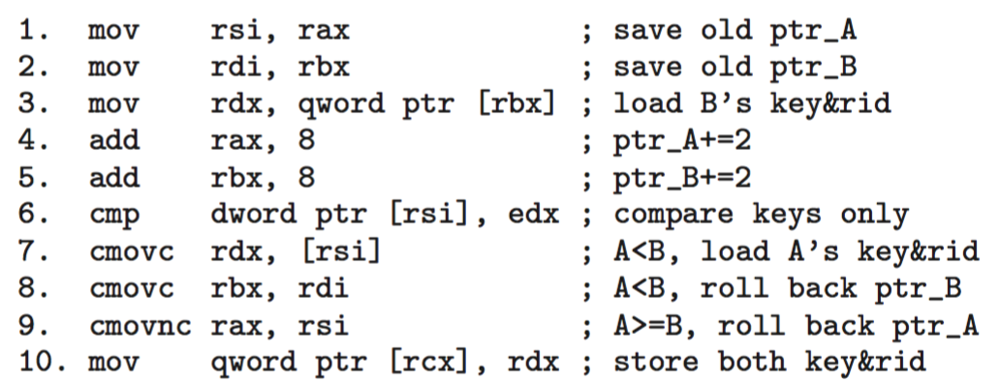 1. mov rsi, rax ; save old ptr_A
2. mov rdi, rbx ; save old ptr_B
3. mov rdx, qword ptr [rbx] ; load B’s key&rid
4. add rax, 8 ; ptr_A+=2
5. add rbx, 8 ; ptr_B+=2
6. cmp dword ptr [rsi], edx ; compare keys only
7. cmovc rdx, [rsi] ; A<B, load A’s key&rid
8. cmovc rbx, rdi ; A<B, roll back ptr_B
9. cmovnc rax, rsi ; A>=B, roll back ptr_A
10. mov qword ptr [rcx], rdx ; store both key&rid